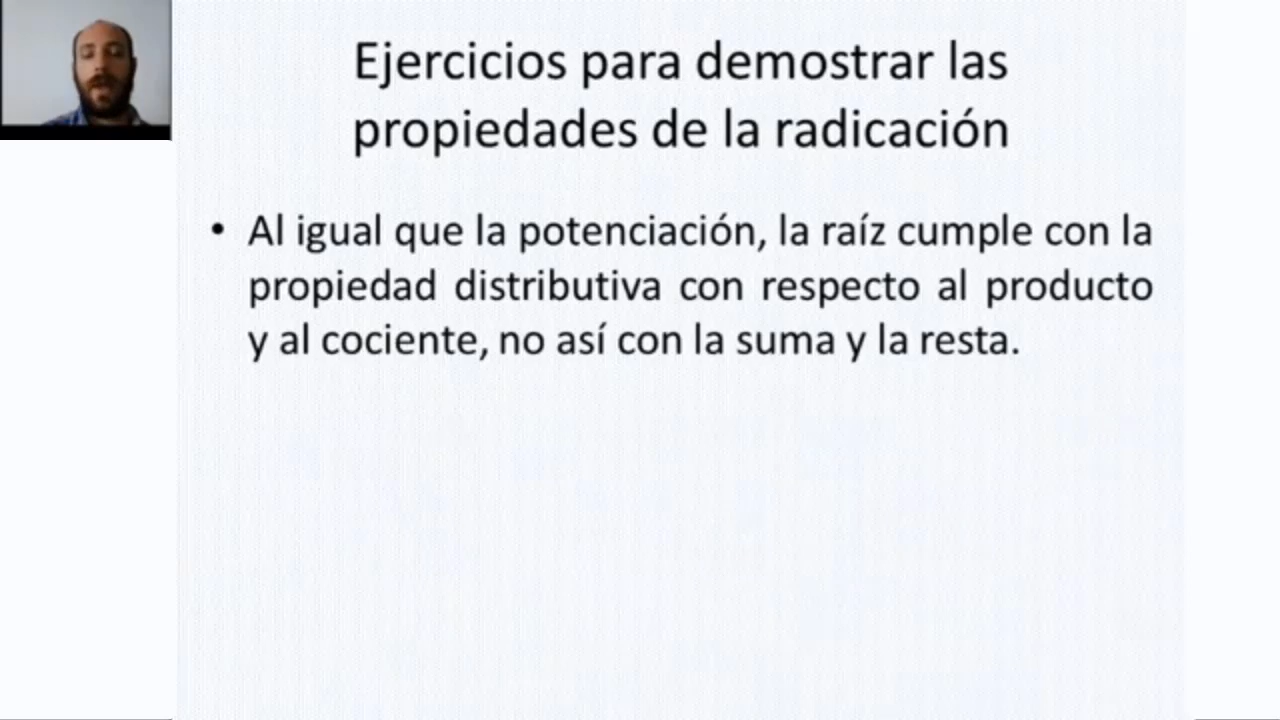 Ejercicios para demostrar las
propiedades de la radicación
• Al igual que la potenciación, la raíz cumple con la
propiedad distributiva con respecto al producto
y al cociente, no así con la suma y la resta.